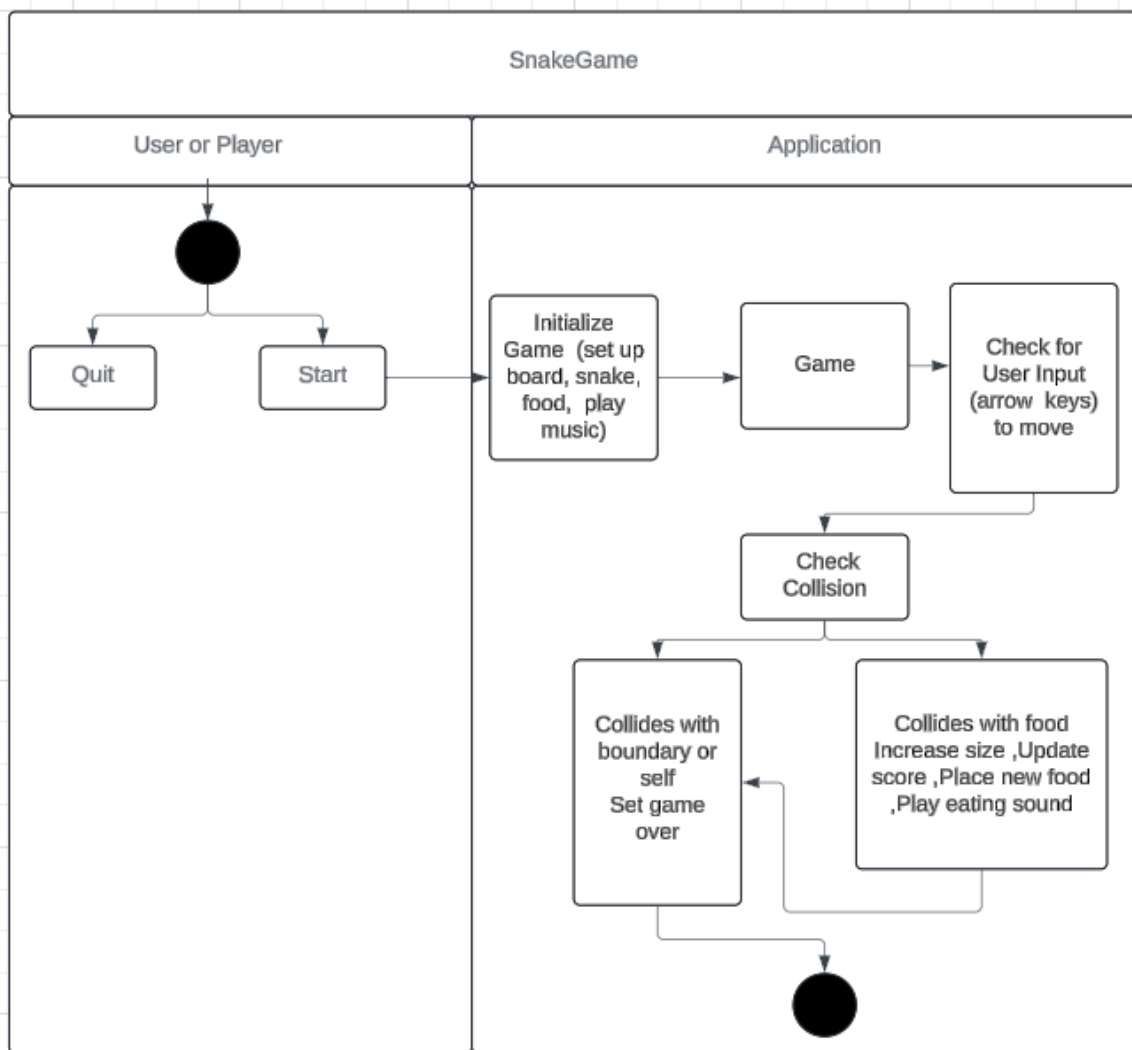 SnakeGame
User or Player
Application
Quit
Start
Initialize
Game (set up
board, snake,
food, play
music)
Game
Check for
User Input
(arrow keys)
to move
Check
Collision
Collides with
boundary or
self
Set game
over
Collides with food
Increase size ,Update
score ,Place new food
,Play eating sound